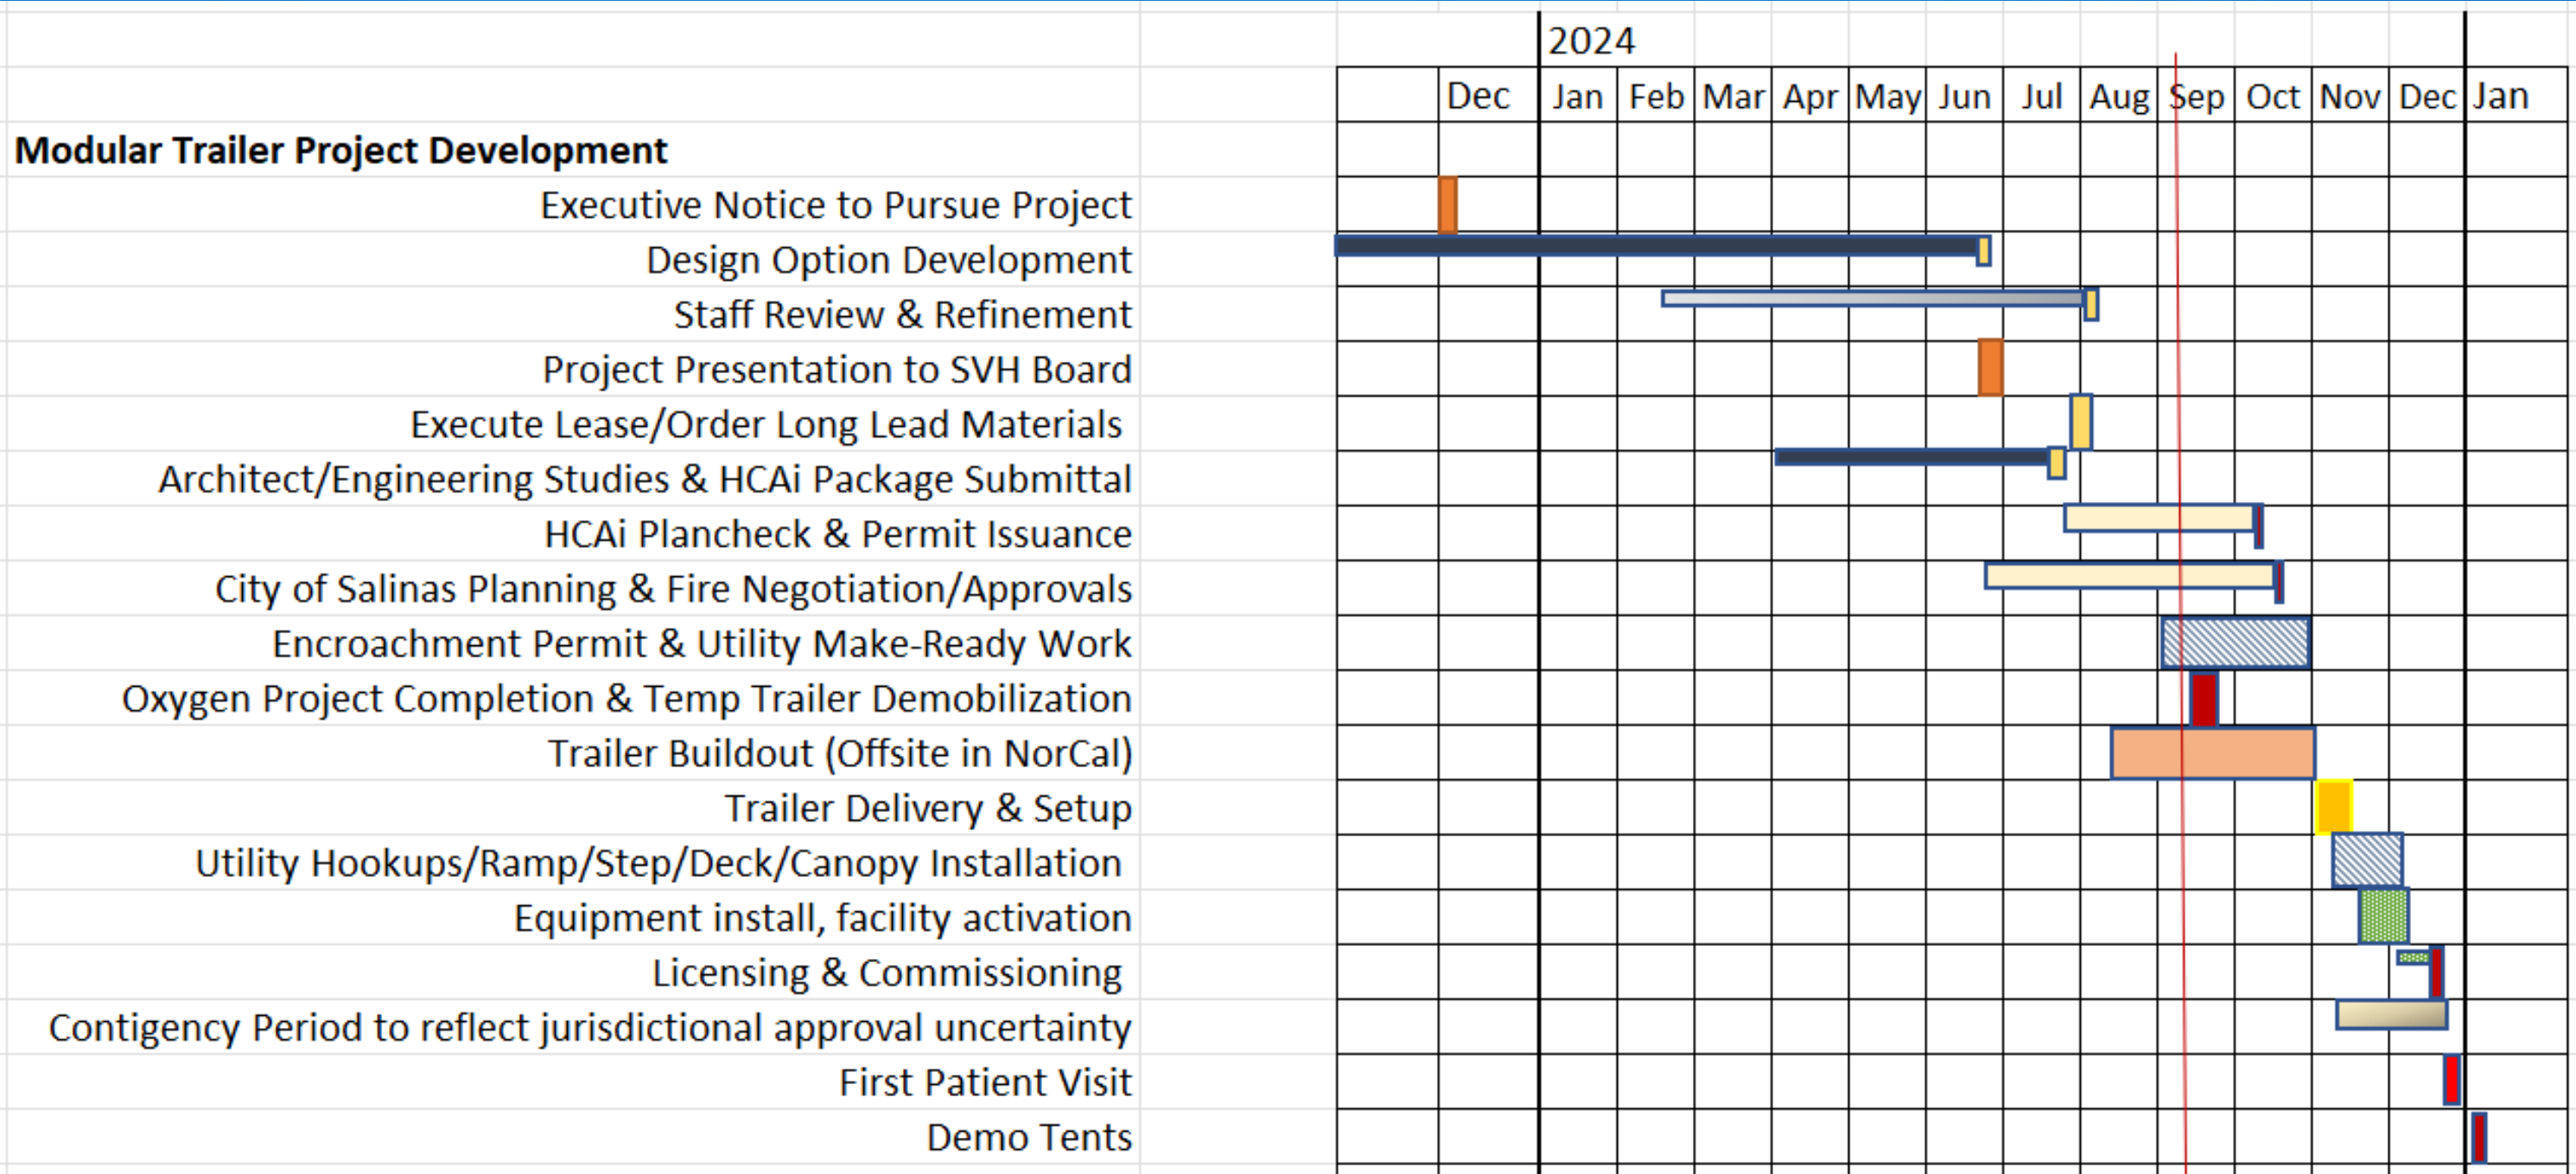 2024
Dec Jan Feb Mar Apr May Jun Jul Aug Sep Oct Nov Dec Jan
Modular Trailer Project Development
Executive Notice to Pursue Project
Design Option Development
Staff Review & Refinement
Project Presentation to SVH Board
Execute Lease/Order Long Lead Materials
Architect/Engineering Studies & HCAi Package Submittal
HCAi Plancheck & Permit Issuance
City of Salinas Planning & Fire Negotiation/Approvals
Encroachment Permit & Utility Make-Ready Work
Oxygen Project Completion & Temp Trailer Demobilization
Trailer Buildout (Offsite in NorCal)
Trailer Delivery & Setup
Utility Hookups/Ramp/Step/Deck/Canopy Installation
Equipment install, facility activation
Licensing & Commissioning
Contigency Period to reflect jurisdictional approval uncertainty
First Patient Visit
Demo Tents